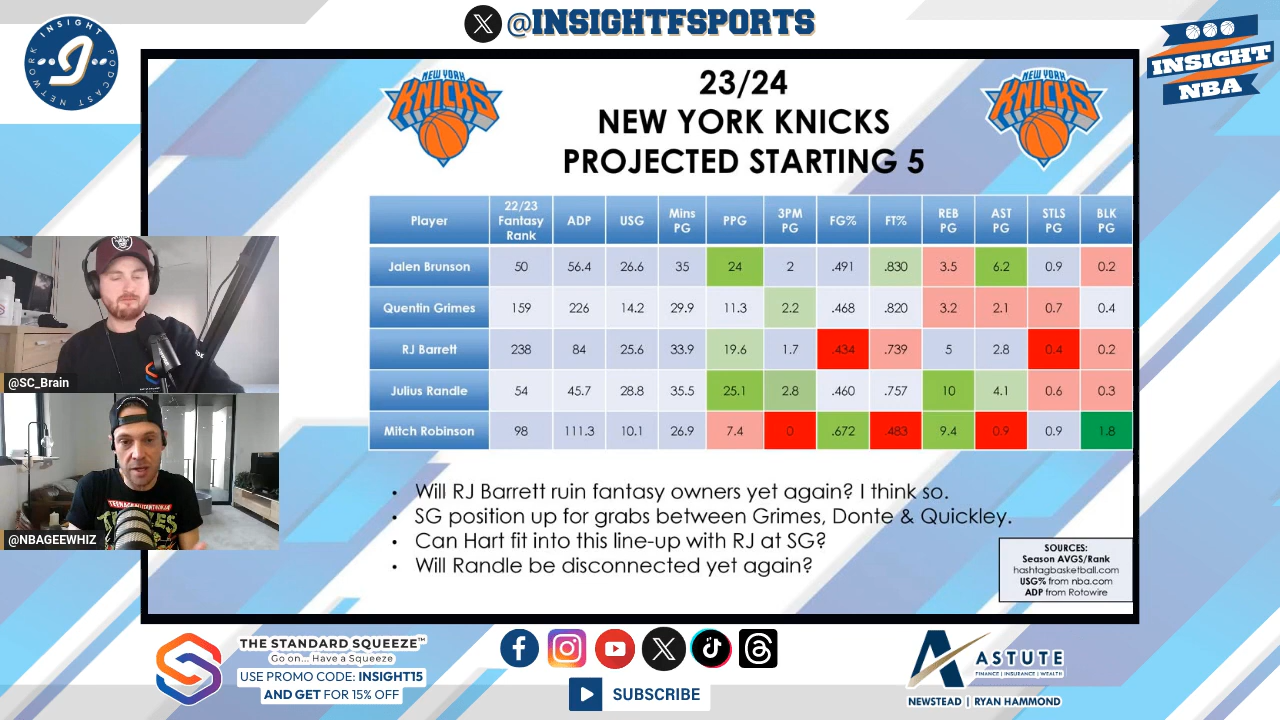 @INSIGHTFSPORTS
INSIGHT
PODCAST NETWORK
INSIGHT
NBA
NEW YORK
KNICKS
23/24
NEW YORK KNICKS
PROJECTED STARTING 5
NEW YORK
KNICKS
Player 22/23 Fantasy Rank ADP USG Mins PG PPG 3PM PG FG% FT% REB PG AST PG STLS PG BLK PG
Jalen Brunson 50 56.4 26.6 35 24 2 .491 .830 3.5 6.2 0.9 0.2
Quentin Grimes 159 226 14.2 29.9 11.3 2.2 .468 .820 3.2 2.1 0.7 0.4
RJ Barrett 238 84 25.6 33.9 19.6 1.7 .434 .739 5 2.8 0.4 0.2
Julius Randle 54 45.7 28.8 35.5 25.1 2.8 .460 .757 10 4.1 0.6 0.3
Mitch Robinson 98 111.3 10.1 26.9 7.4 0 .672 .483 9.4 0.9 0.9 1.8
@SC_Brain
@NBAGEEWHIZ
• Will RJ Barrett ruin fantasy owners yet again? I think so.
• SG position up for grabs between Grimes, Donte & Quickley.
• Can Hart fit into this line-up with RJ at SG?
• Will Randle be disconnected yet again?
SOURCES:
Season AVGS/Rank
hashtagbasketball.com
USG% from nba.com
ADP from Rotowire
THE STANDARD SQUEEZE™
Go on... Have a Squeeze
USE PROMO CODE: INSIGHT15
AND GET FOR 15% OFF
SUBSCRIBE
ASTUTE
FINANCE | INSURANCE | WEALTH
NEWSTEAD | RYAN HAMMOND